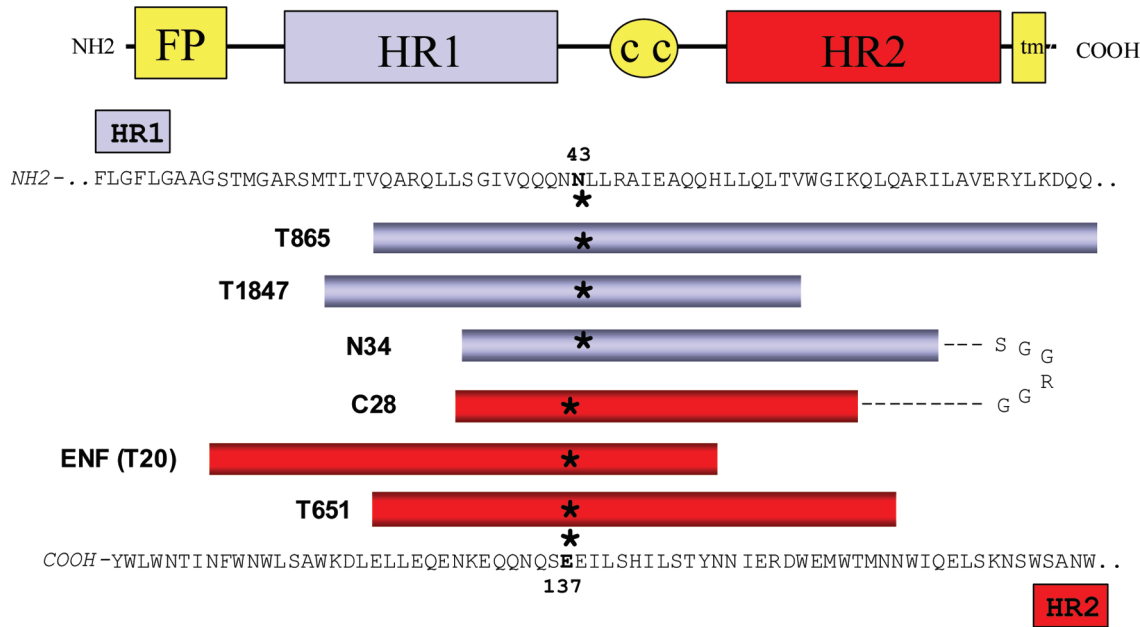 NH2 FP HR1 C C HR2 tm COOH
HR1
43
NH2-.. FLGFLGAAGSTMGARSMTLTVQARQLLSGIVQQQNNLLRAIEAQQHLLQLTVWGIKQLQARILAVERYLKDQQ..
T865
T1847
N34 --- S G G
R
C28 -------- G G
ENF (T20)
T651
COOH-YWLWNTINFWNWLSAWKDLELLEQENKEQQNQSEEILSHILSTYNNIERDWEMWTMNNWIQELSKNSWSANW..
137
HR2